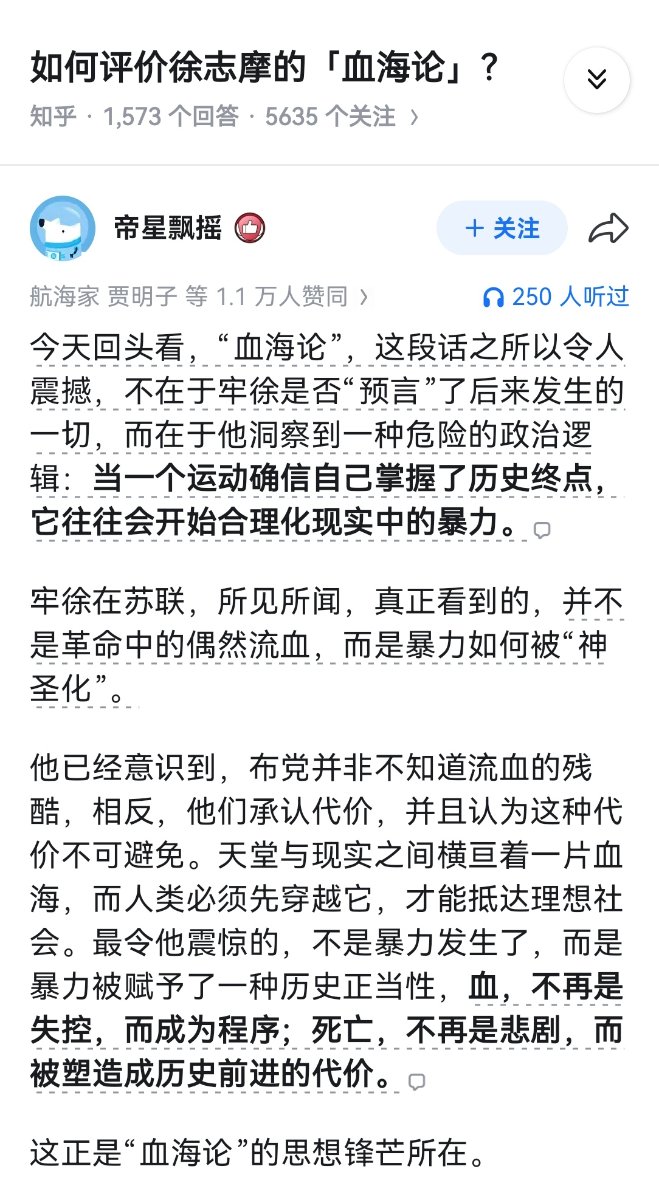 如何评价徐志摩的「血海论」？
知乎 · 1,573 个回答 · 5635 个关注 >
帝星飘摇
+ 关注
航海家 贾明子 等 1.1 万人赞同 >
250 人听过
今天回头看，“血海论”，这段话之所以令人
震撼，不在于牢徐是否“预言”了后来发生的
一切，而在于他洞察到一种危险的政治逻
辑：当一个运动确信自己掌握了历史终点，
它往往会开始合理化现实中的暴力。
牢徐在苏联，所见所闻，真正看到的，并不
是革命中的偶然流血，而是暴力如何被“神
圣化”。
他已经意识到，布党并非不知道流血的残
酷，相反，他们承认代价，并且认为这种代
价不可避免。天堂与现实之间横亘着一片血
海，而人类必须先穿越它，才能抵达理想社
会。最令他震惊的，不是暴力发生了，而是
暴力被赋予了一种历史正当性，血，不再是
失控，而成为程序；死亡，不再是悲剧，而
被塑造成历史前进的代价。
这正是“血海论”的思想锋芒所在。